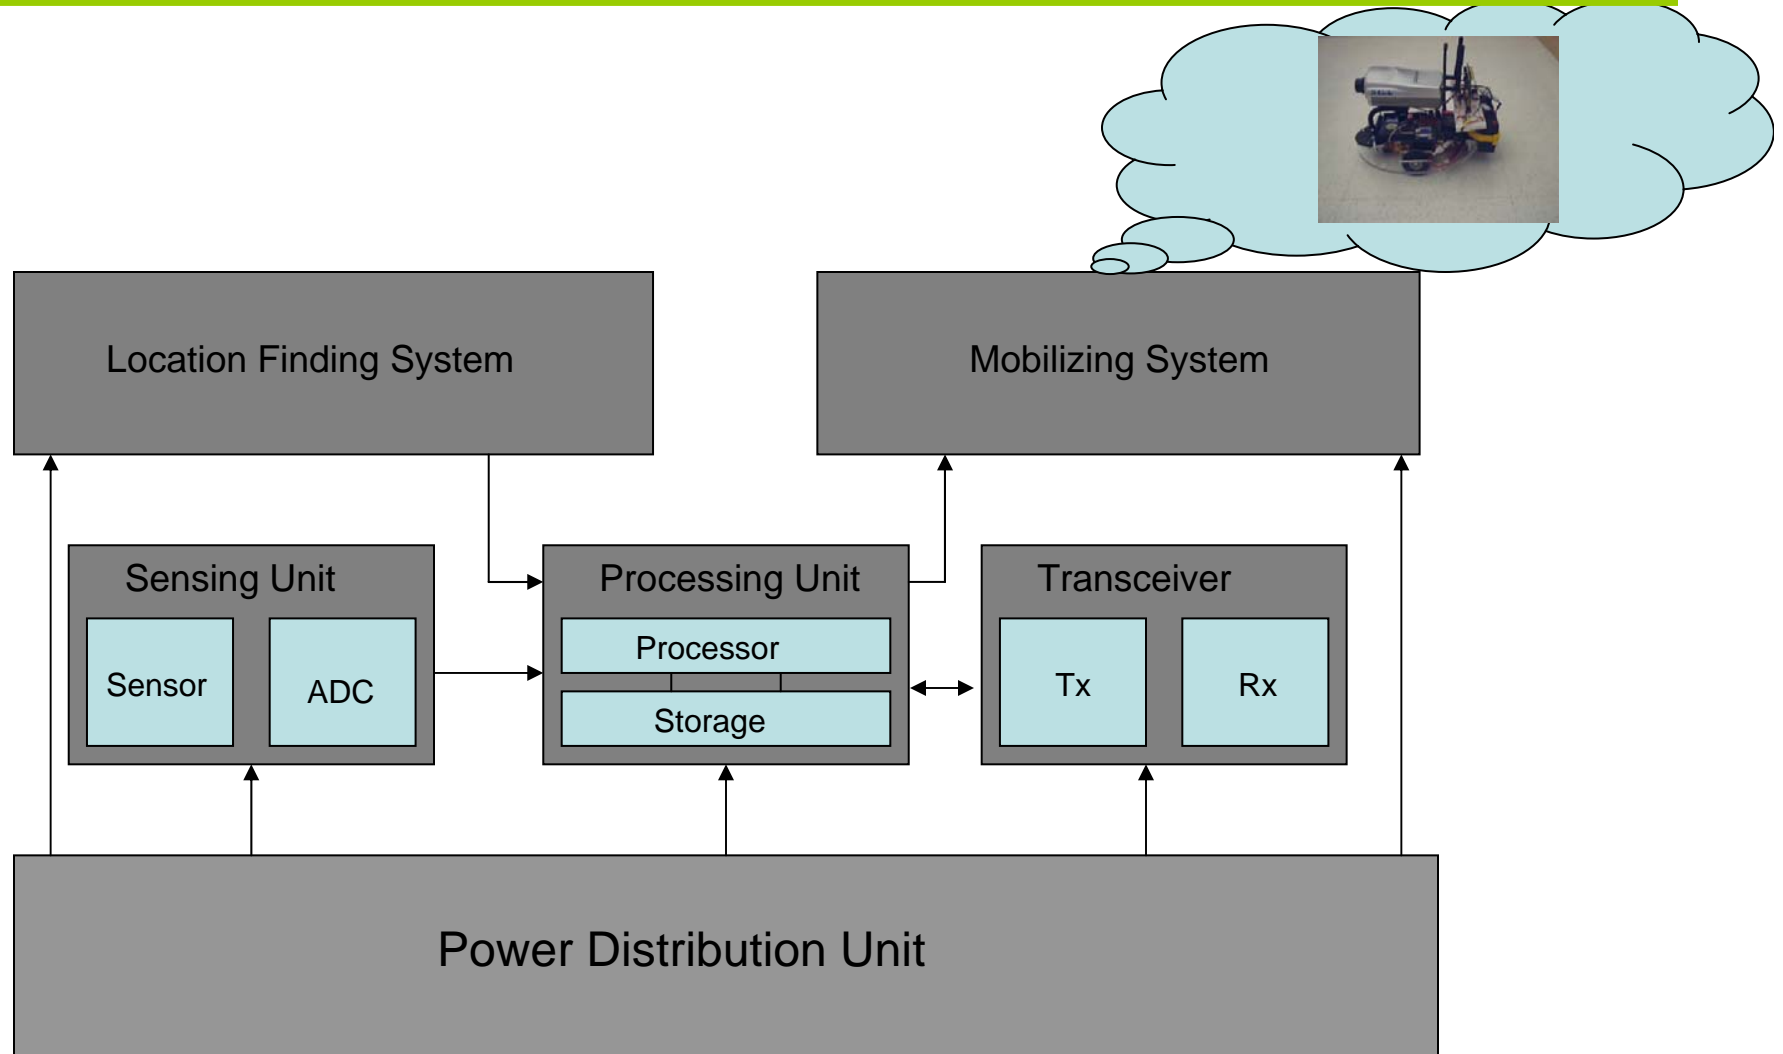 Location Finding System
Mobilizing System
Sensing Unit
Processing Unit
Transceiver
Sensor
ADC
Processor
Storage
Tx
Rx
Power Distribution Unit